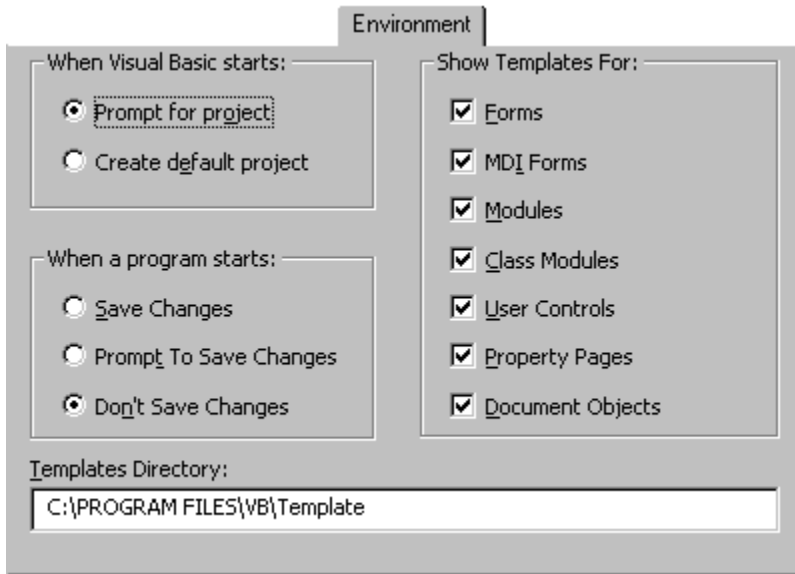 Environment
When Visual Basic starts:
Prompt for project
Create default project
When a program starts:
Save Changes
Prompt To Save Changes
Don't Save Changes
Show Templates For:
Forms
MDI Forms
Modules
Class Modules
User Controls
Property Pages
Document Objects
Templates Directory:
C:\PROGRAM FILES\VB\Template